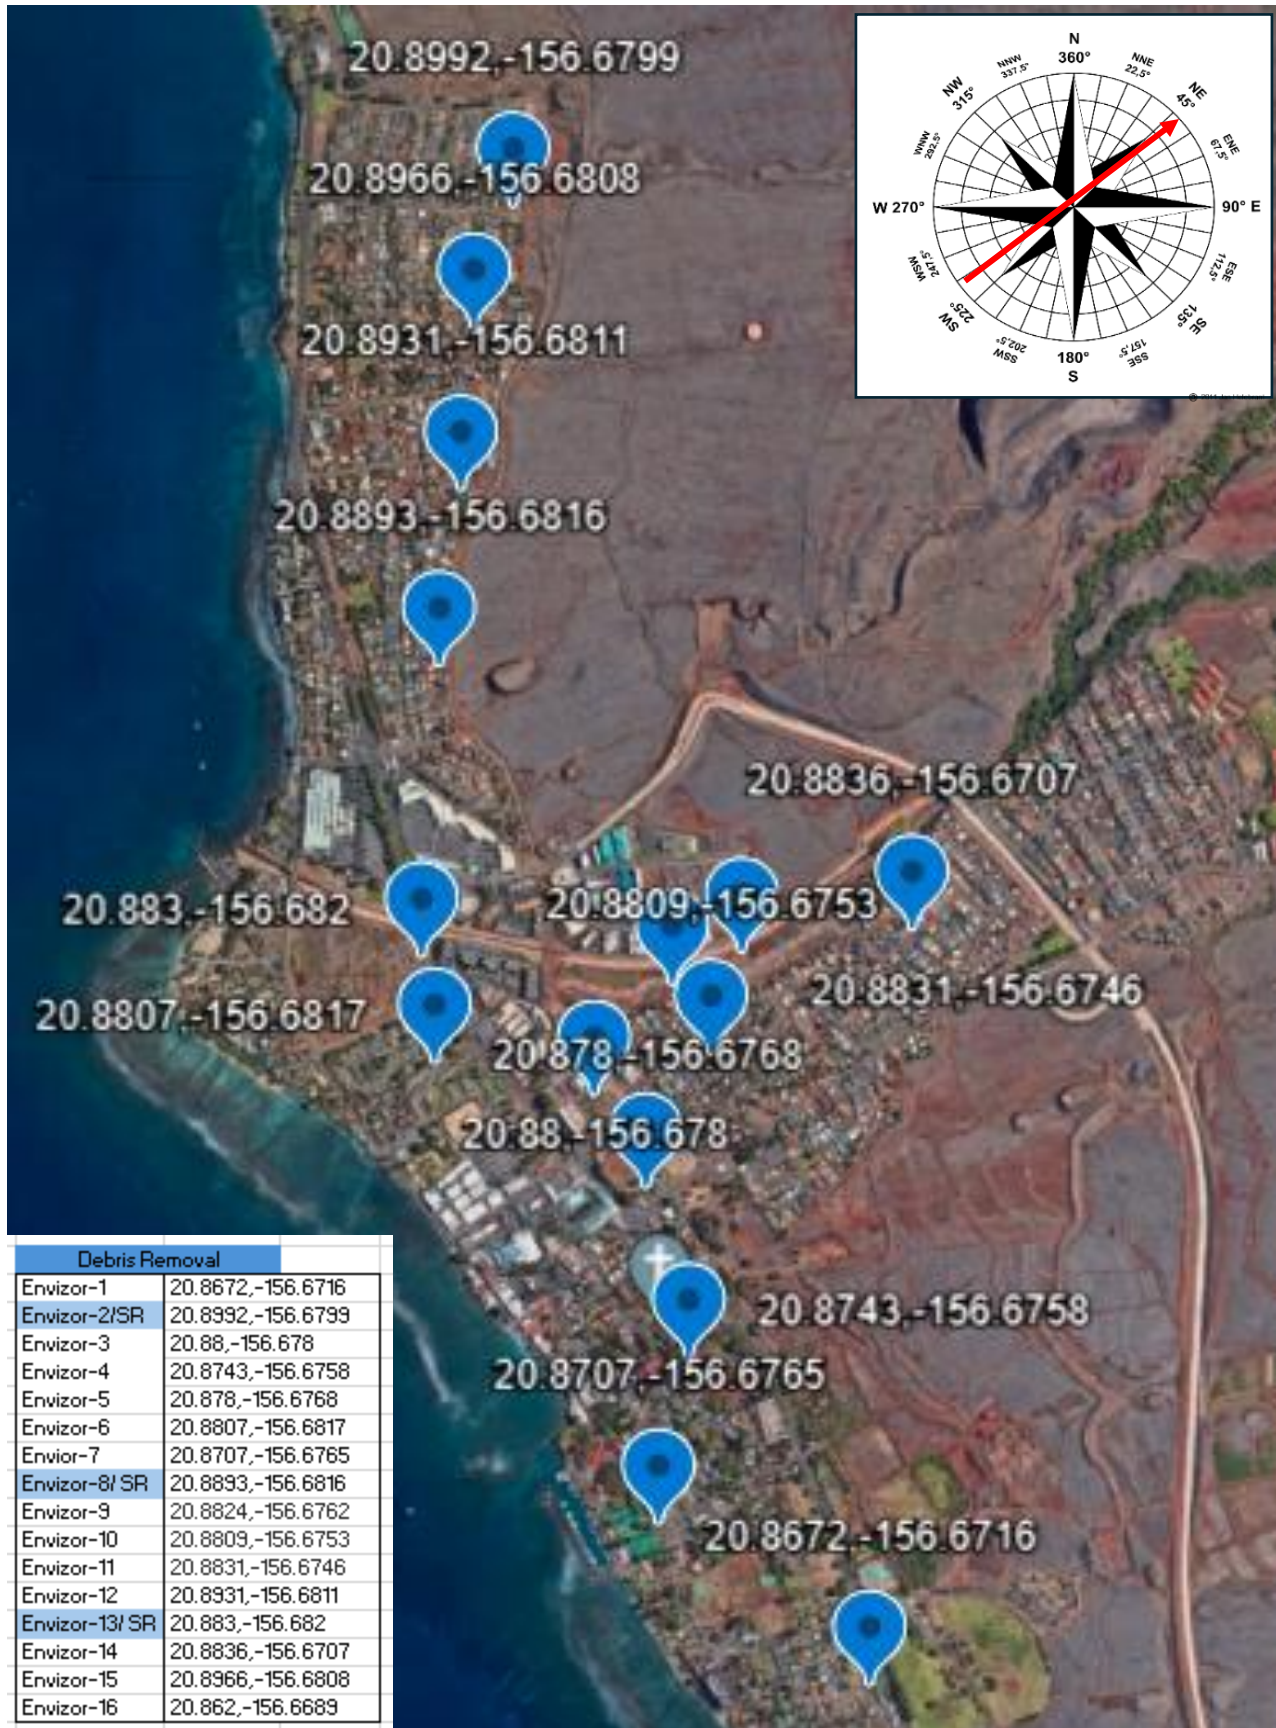 20.8992,-156.6799
20.8966,-156.6808
20.8931,-156.6811
20.8893,-156.6816
20.8836,-156.6707
20.883,-156.682
20.8809,-156.6753
20.8831,-156.6746
20.8807,-156.6817
20.878,-156.6768
20.88,-156.678
20.8743,-156.6758
20.8707,-156.6765
20.8672,-156.6716
N
360°
NNE
22,5°
NE
45°
ENE
67,5°
90° E
ESE
112,5°
SE
135°
SSE
157,5°
180°
S
SSW
202,5°
SW
225°
WSW
247,5°
W 270°
WNW
292,5°
NW
315°
NNW
337,5°
Debris Removal
Envizor-1 20.8672,-156.6716
Envizor-2/SR 20.8992,-156.6799
Envizor-3 20.88,-156.678
Envizor-4 20.8743,-156.6758
Envizor-5 20.878,-156.6768
Envizor-6 20.8807,-156.6817
Envior-7 20.8707,-156.6765
Envizor-8/ SR 20.8893,-156.6816
Envizor-9 20.8824,-156.6762
Envizor-10 20.8809,-156.6753
Envizor-11 20.8831,-156.6746
Envizor-12 20.8931,-156.6811
Envizor-13/ SR 20.883,-156.682
Envizor-14 20.8836,-156.6707
Envizor-15 20.8966,-156.6808
Envizor-16 20.862,-156.6689